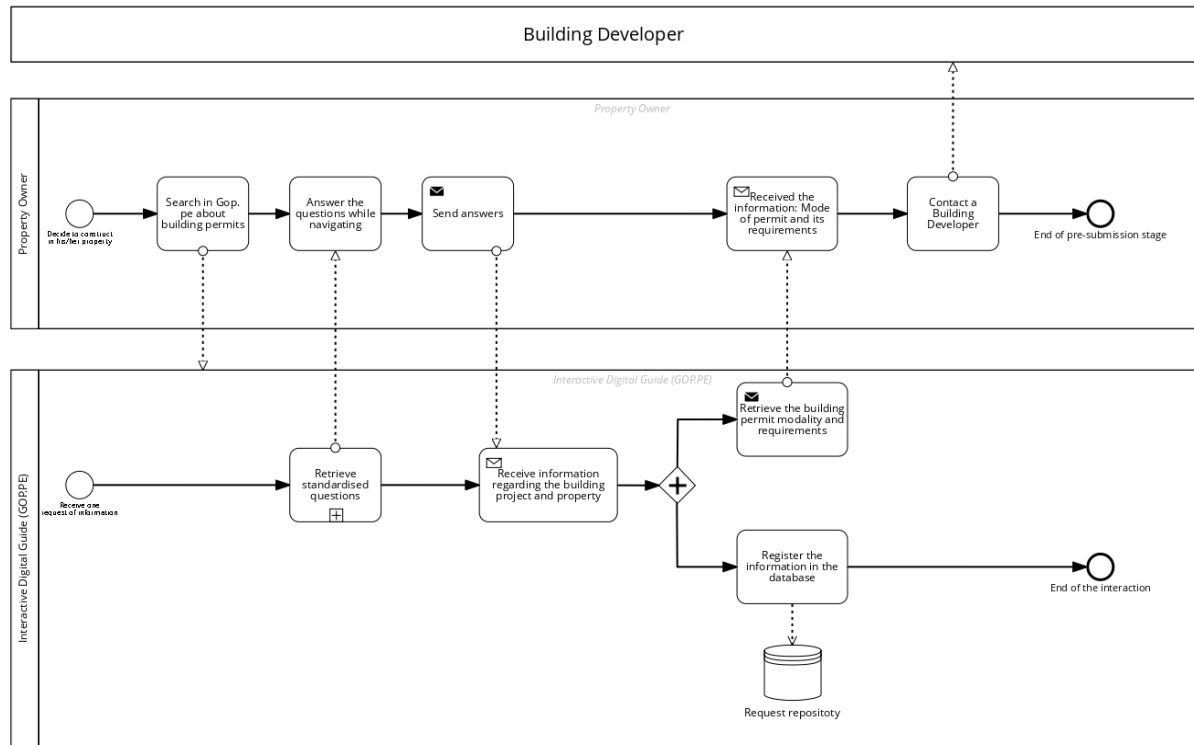 Building Developer
Property Owner
Property Owner
Decide to construct
in his/her property
Search in Gop.
pe about
building permits
Answer the
questions while
navigating
Send answers
Received the
information: Mode
of permit and its
requirements
Contact a
Building
Developer
End of pre-submission stage
Interactive Digital Guide (GOP.PE)
Interactive Digital Guide (GOP.PE)
Receive one
request of information
Retrieve
standardised
questions
Receive information
regarding the building
project and property
Retrieve the building
permit modality and
requirements
Register the
information in the
database
End of the interaction
Request repositoty